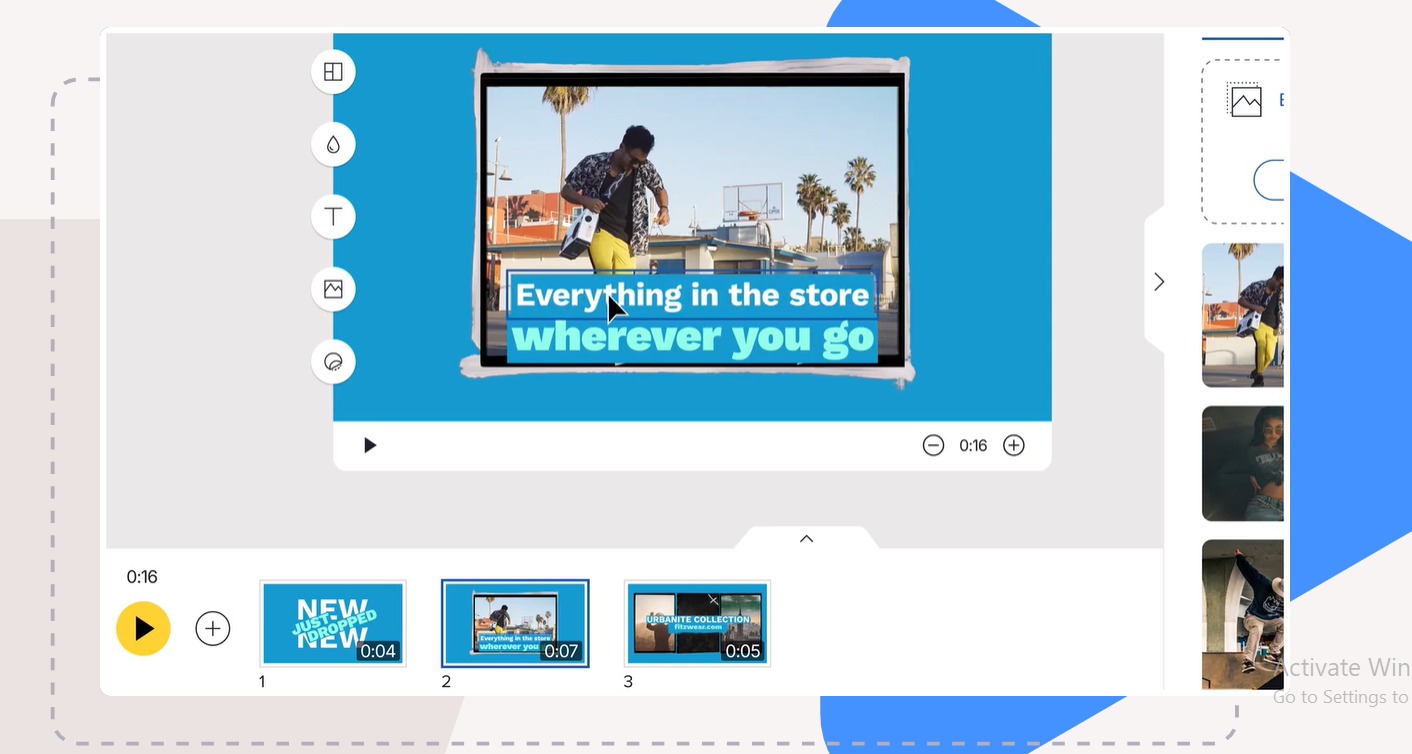 E
Everything in the store
wherever you go
0:16
0:16
NEW
JUST
DROPPED
NEW
0:04
Everything in the store
wherever you
0:07
URBANITE COLLECTION
fitzwear.com
0:05
1
2
3
Activate Win
Go to Settings to